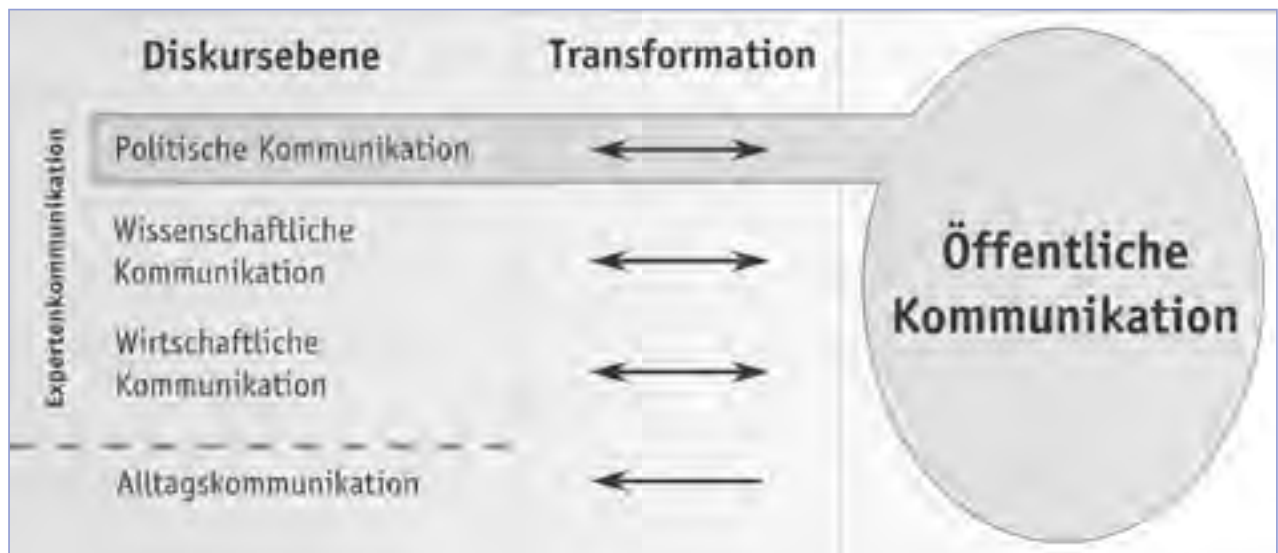 Diskursebene
Transformation
Expertenkommunikation
Politische Kommunikation
Wissenschaftliche
Kommunikation
Wirtschaftliche
Kommunikation
Alltagskommunikation
Öffentliche
Kommunikation